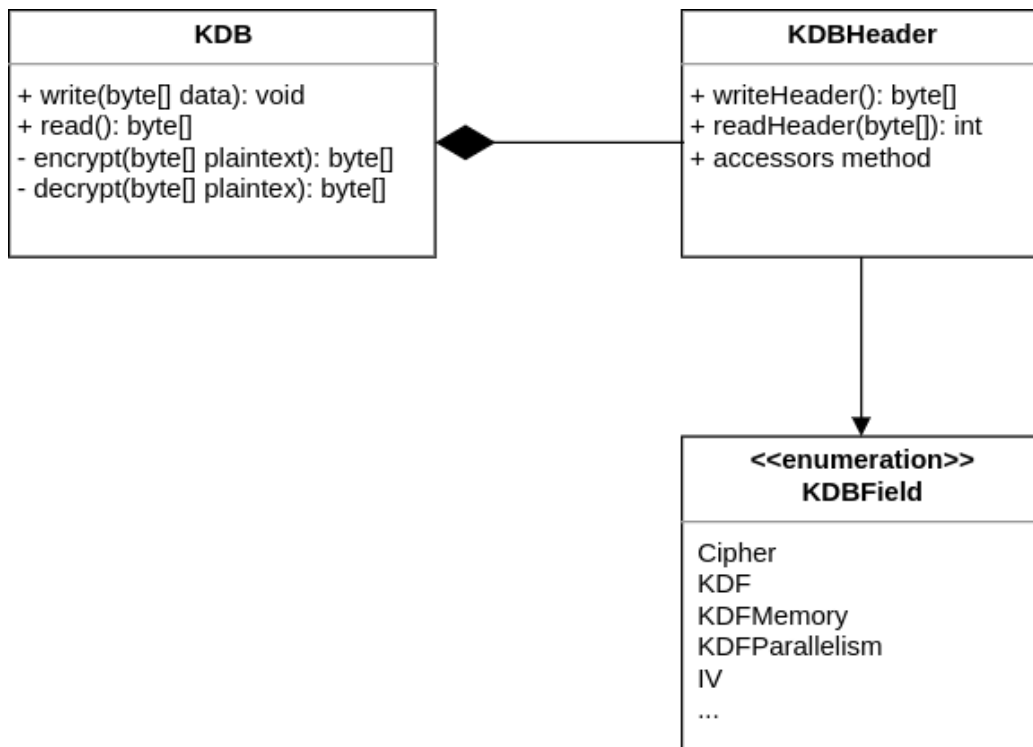 KDB
+ write(byte[] data): void
+ read(): byte[]
- encrypt(byte[] plaintext): byte[]
- decrypt(byte[] plaintex): byte[]
KDBHeader
+ writeHeader(): byte[]
+ readHeader(byte[]): int
+ accessors method
<<enumeration>>
KDBField
Cipher
KDF
KDFMemory
KDFParallelism
IV
...